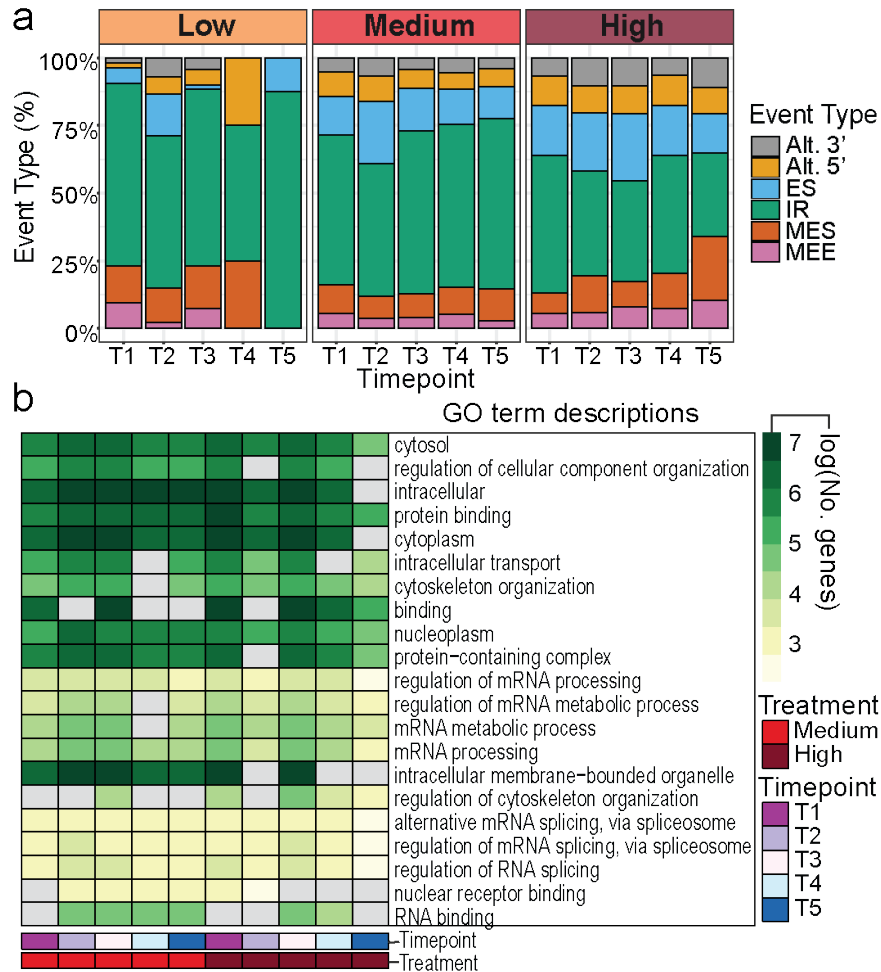 a
Low Medium High
100%
75%
50%
25%
0%
Event Type (%)
T1 T2 T3 T4 T5 T1 T2 T3 T4 T5 T1 T2 T3 T4 T5
Timepoint
Event Type
Alt. 3'
Alt. 5'
ES
IR
MES
MEE
b
GO term descriptions
cytosol
regulation of cellular component organization
intracellular
protein binding
cytoplasm
intracellular transport
cytoskeleton organization
binding
nucleoplasm
protein−containing complex
regulation of mRNA processing
regulation of mRNA metabolic process
mRNA metabolic process
mRNA processing
intracellular membrane−bounded organelle
regulation of cytoskeleton organization
alternative mRNA splicing, via spliceosome
regulation of mRNA splicing, via spliceosome
regulation of RNA splicing
nuclear receptor binding
RNA binding
Timepoint
Treatment
7
6
5
4
3
log(No. genes)
Treatment
Medium
High
Timepoint
T1
T2
T3
T4
T5